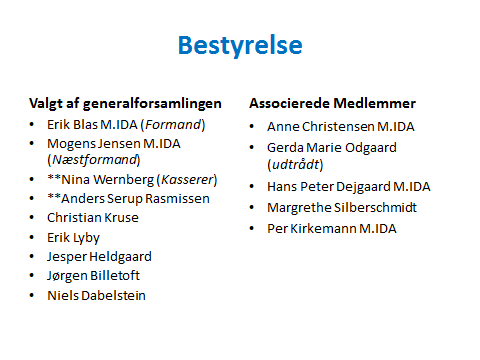 Bestyrelse
Valgt af generalforsamlingen
• Erik Blas M.IDA (Formand)
• Mogens Jensen M.IDA
(Næstformand)
• **Nina Wernberg (Kasserer)
• **Anders Serup Rasmussen
• Christian Kruse
• Erik Lyby
• Jesper Heldgaard
• Jørgen Billetoft
• Niels Dabelstein
Associerede Medlemmer
• Anne Christensen M.IDA
• Gerda Marie Odgaard
(udtrådt)
• Hans Peter Dejgaard M.IDA
• Margrethe Silberschmidt
• Per Kirkemann M.IDA